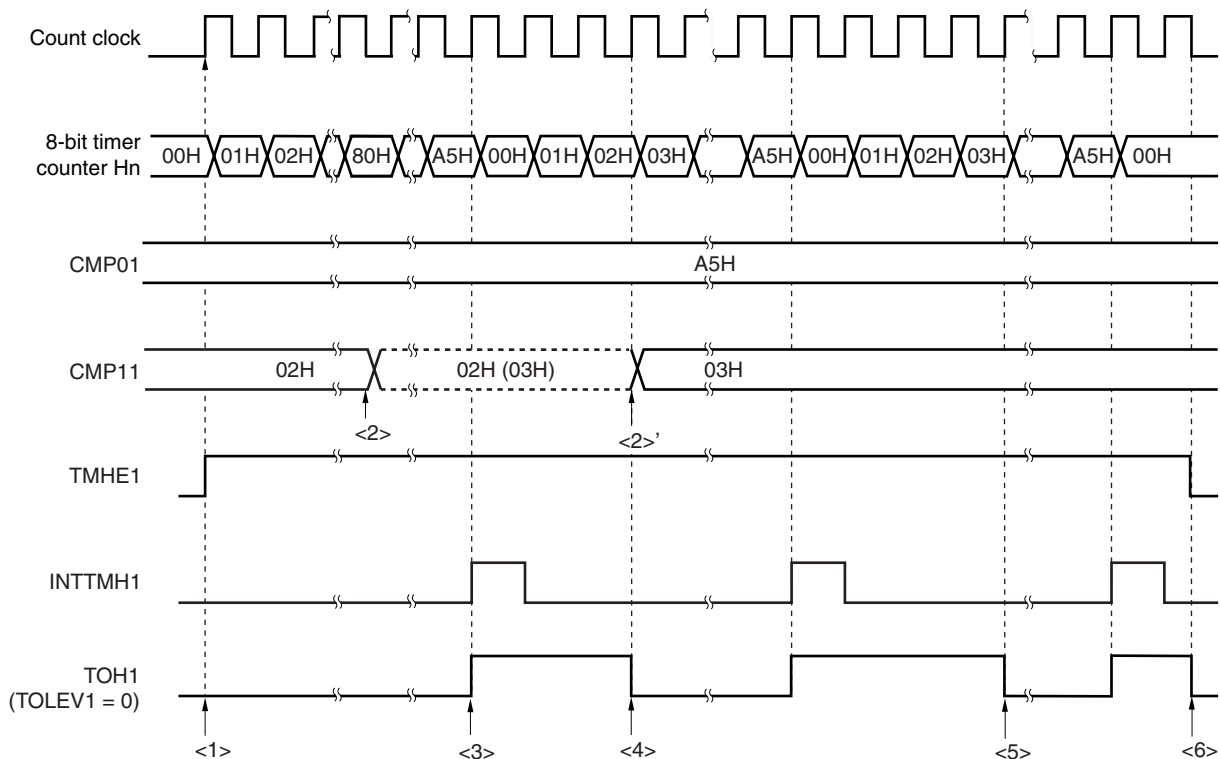 Count clock
8-bit timer
counter Hn
00H 01H 02H 80H A5H 00H 01H 02H 03H A5H 00H 01H 02H 03H A5H 00H
CMP01
A5H
CMP11
02H 02H (03H) 03H
<2> <2>’
TMHE1
INTTMH1
TOH1
(TOLEV1 = 0)
<1> <3> <4> <5> <6>